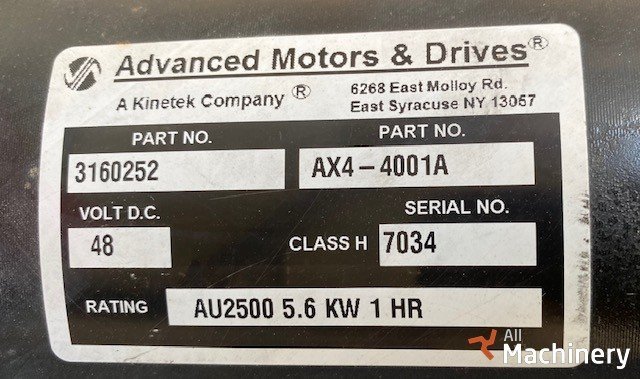 Advanced Motors & Drives®
A Kinetek Company ®
6268 East Molloy Rd.
East Syracuse NY 13057
PART NO.
3160252
PART NO.
AX4-4001A
VOLT D.C.
48
CLASS H
SERIAL NO.
7034
RATING
AU2500 5.6 KW 1 HR
All
Machinery